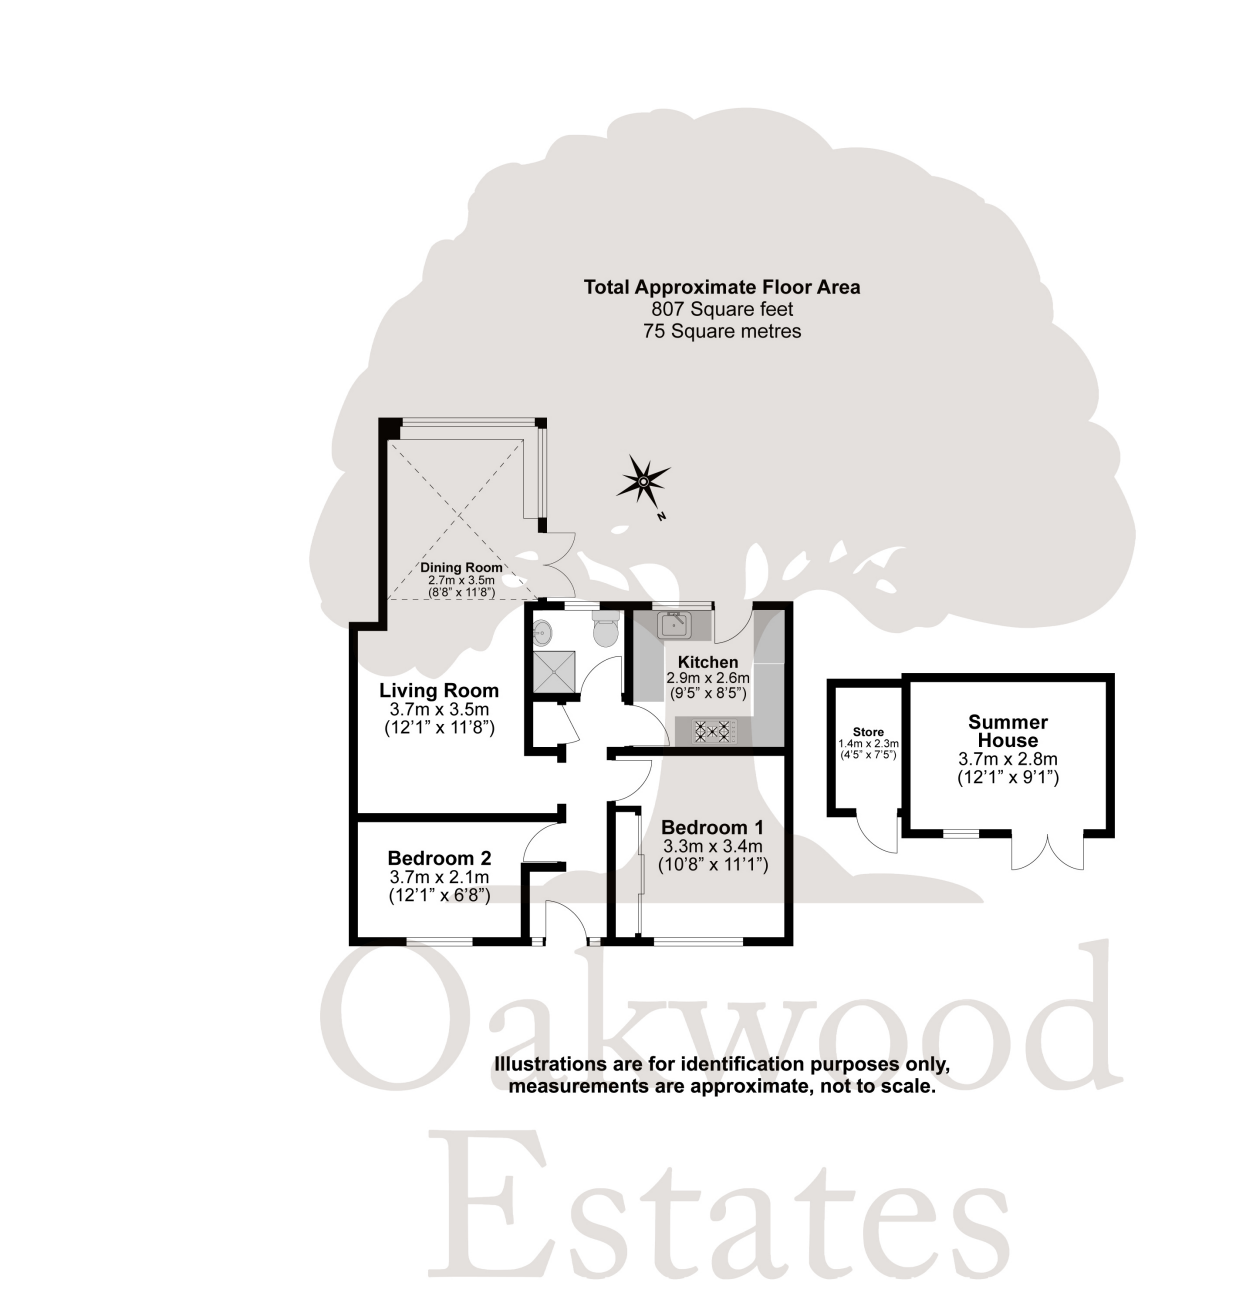 Total Approximate Floor Area
807 Square feet
75 Square metres
N
Dining Room
2.7m x 3.5m
(8'8" x 11'8")
Kitchen
2.9m x 2.6m
(9'5" x 8'5")
Living Room
3.7m x 3.5m
(12'1" x 11'8")
Store
1.4m x 2.3m
(4'5" x 7'5")
Summer
House
3.7m x 2.8m
(12'1" x 9'1")
Bedroom 1
3.3m x 3.4m
(10'8" x 11'1")
Bedroom 2
3.7m x 2.1m
(12'1" x 6'8")
Oakwood
Illustrations are for identification purposes only,
measurements are approximate, not to scale.
Estates